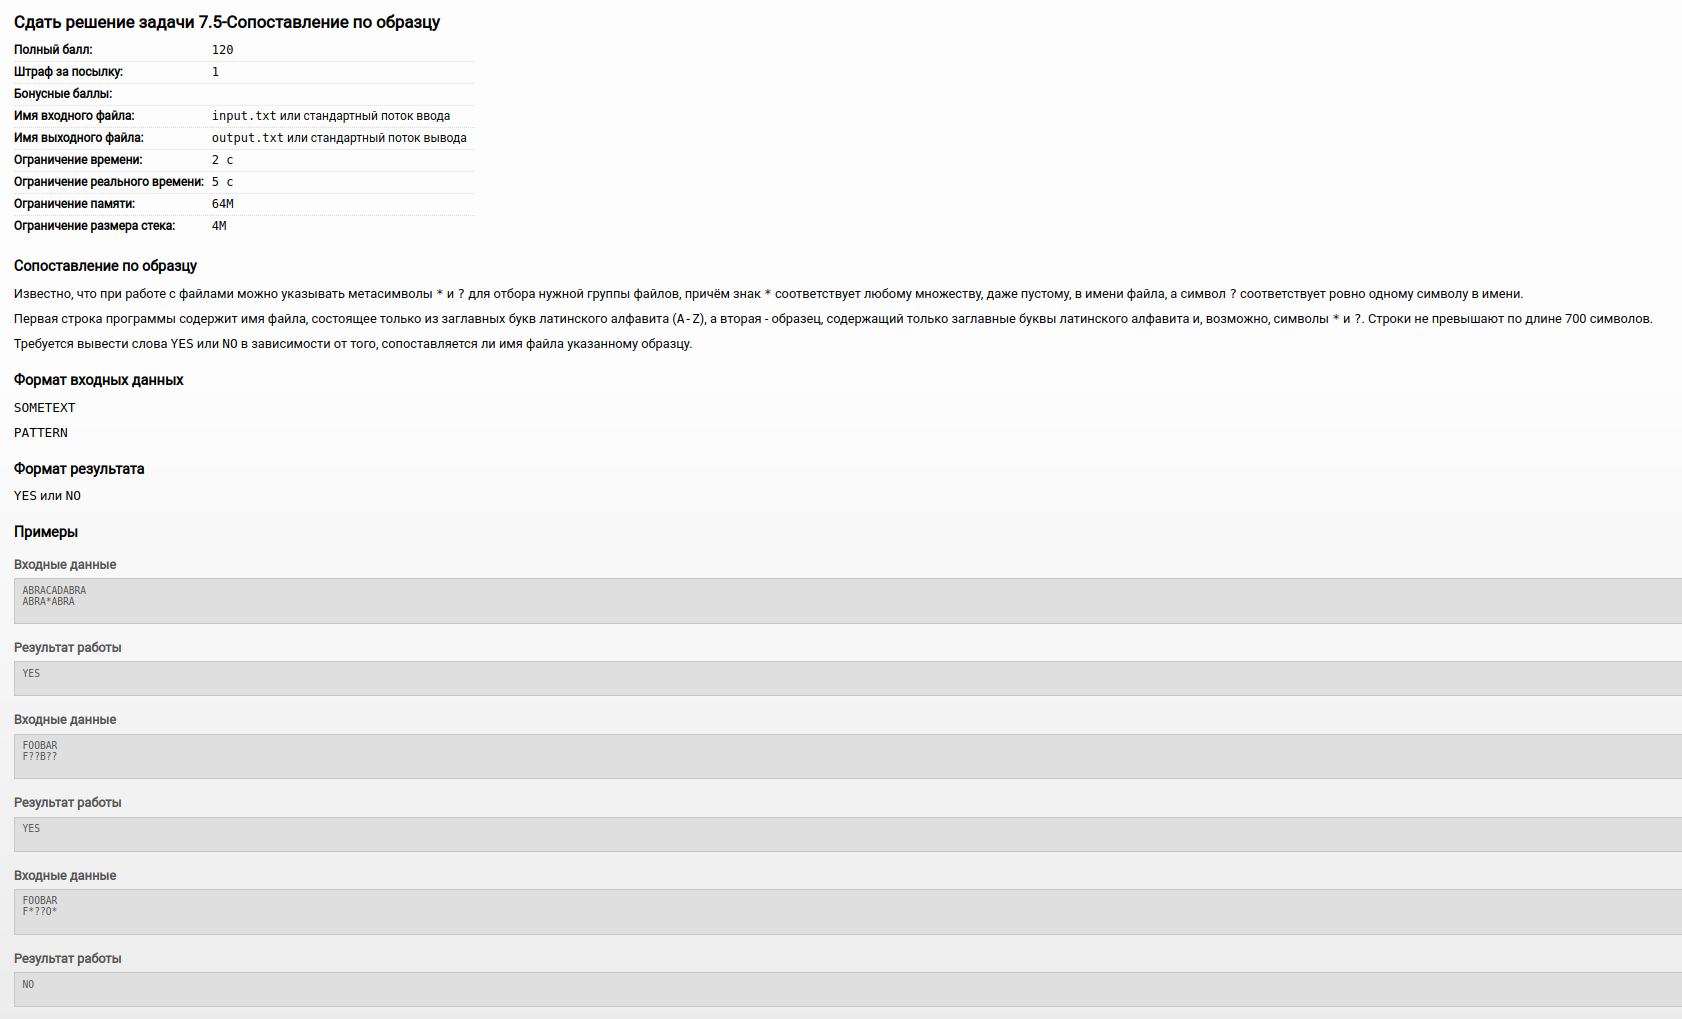 Сдать решение задачи 7.5-Сопоставление по образцу
Полный балл: 120
Штраф за посылку: 1
Бонусные баллы:
Имя входного файла: input.txt или стандартный поток ввода
Имя выходного файла: output.txt или стандартный поток вывода
Ограничение времени: 2 с
Ограничение реального времени: 5 с
Ограничение памяти: 64M
Ограничение размера стека: 4M
Сопоставление по образцу
Известно, что при работе с файлами можно указывать метасимволы * и ? для отбора нужной группы файлов, причём знак * соответствует любому множеству, даже пустому, в имени файла, а символ ? соответствует ровно одному символу в имени.
Первая строка программы содержит имя файла, состоящее только из заглавных букв латинского алфавита (A-Z), а вторая - образец, содержащий только заглавные буквы латинского алфавита и, возможно, символы * и ?. Строки не превышают по длине 700 символов.
Требуется вывести слова YES или NO в зависимости от того, сопоставляется ли имя файла указанному образцу.
Формат входных данных
SOMETEXT
PATTERN
Формат результата
YES или NO
Примеры
Входные данные
ABRACADABRA
ABRA*ABRA
Результат работы
YES
Входные данные
FOOBAR
F??B??
Результат работы
YES
Входные данные
FOOBAR
F*??O*
Результат работы
NO